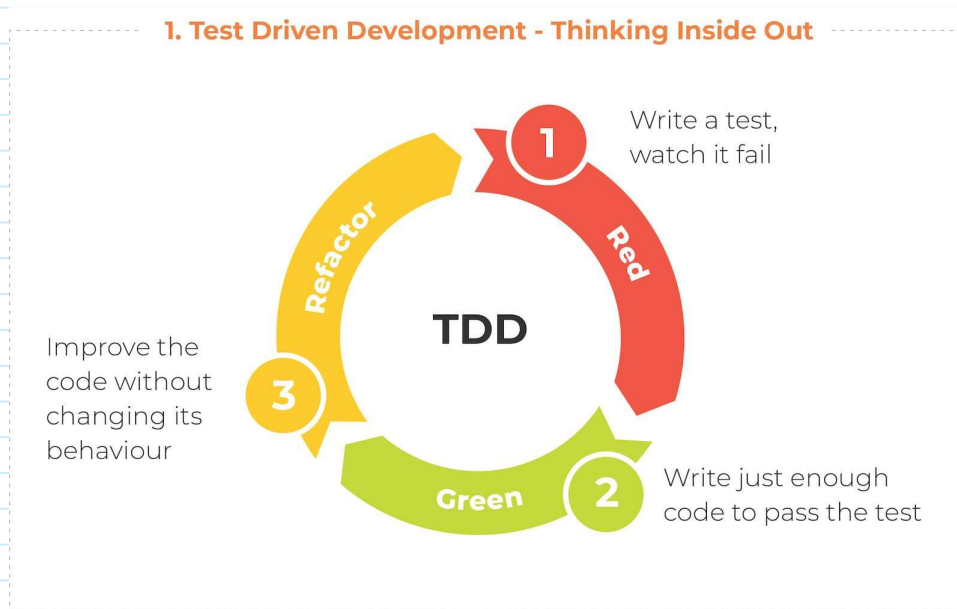 1. Test Driven Development - Thinking Inside Out
1
Write a test,
watch it fail
Red
Refactor
TDD
Improve the
code without
changing its
behaviour
3
Green
2
Write just enough
code to pass the test